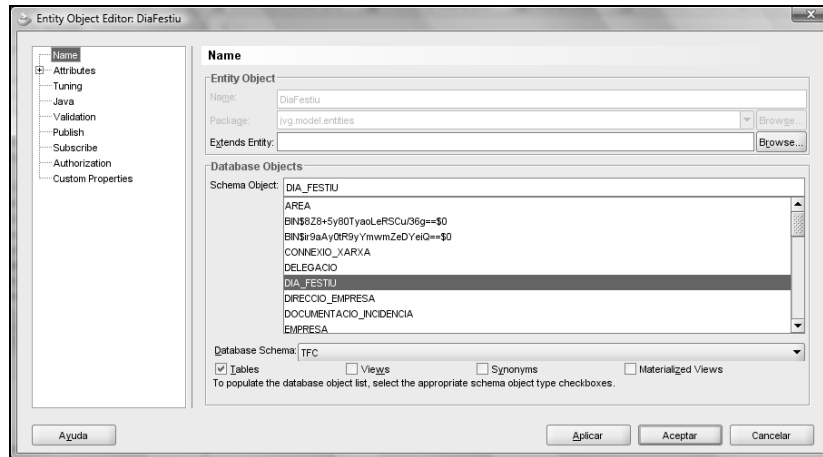 Entity Object Editor: DiaFestiu
Name
Attributes
Tuning
Java
Validation
Publish
Subscribe
Authorization
Custom Properties
Name
Entity Object
Name: DiaFestiu
Package: jvg.model.entities Browse...
Extends Entity: Browse...
Database Objects
Schema Object: DIA_FESTIU
AREA
BIN$8Z8+5y80TyaoLeRSCu/36g==$0
BIN$ir9aAy0tR9yYmwmZeDYeiQ==$0
CONNEXIO_XARXA
DELEGACIO
DIA_FESTIU
DIRECCIO_EMPRESA
DOCUMENTACIO_INCIDENCIA
EMPRESA
Database Schema: TFC
Tables Views Synonyms Materialized Views
To populate the database object list, select the appropriate schema object type checkboxes.
Ayuda Aplicar Aceptar Cancelar